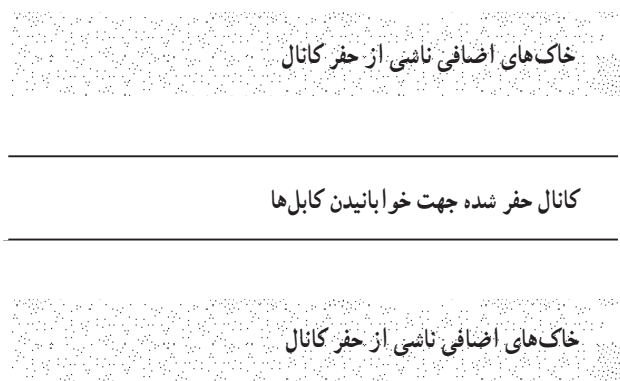 خاک‌های اضافی ناشی از حفر کانال
کانال حفر شده جهت خوابانیدن کابل‌ها
خاک‌های اضافی ناشی از حفر کانال